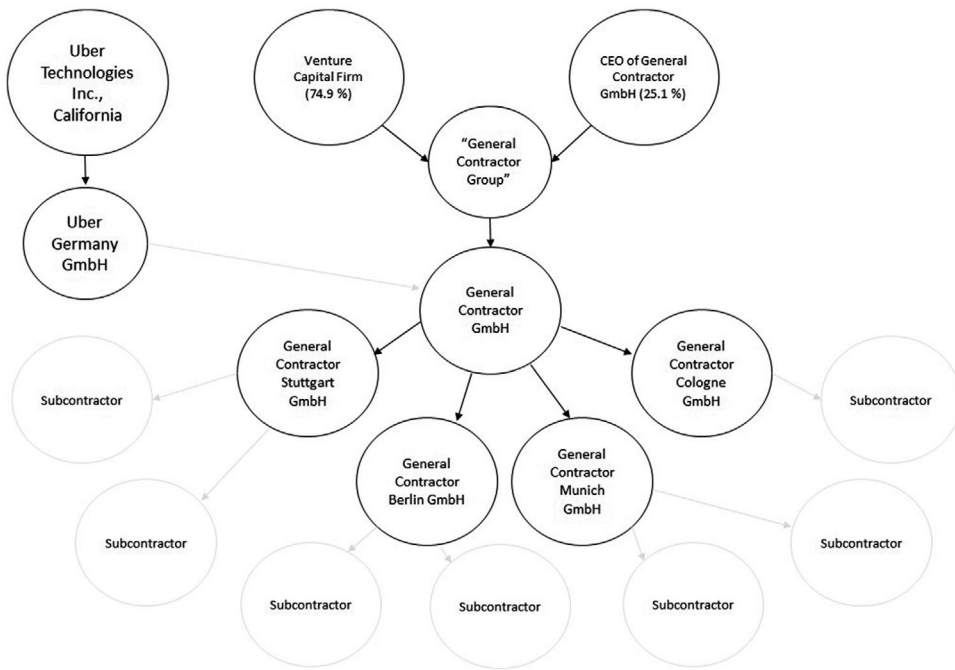 Uber
Technologies
Inc.,
California
Venture
Capital Firm
(74.9 %)
CEO of General
Contractor
GmbH (25.1 %)
“General
Contractor
Group”
Uber
Germany
GmbH
General
Contractor
GmbH
General
Contractor
Stuttgart
GmbH
General
Contractor
Cologne
GmbH
Subcontractor
Subcontractor
General
Contractor
Berlin GmbH
General
Contractor
Munich
GmbH
Subcontractor
Subcontractor
Subcontractor
Subcontractor
Subcontractor